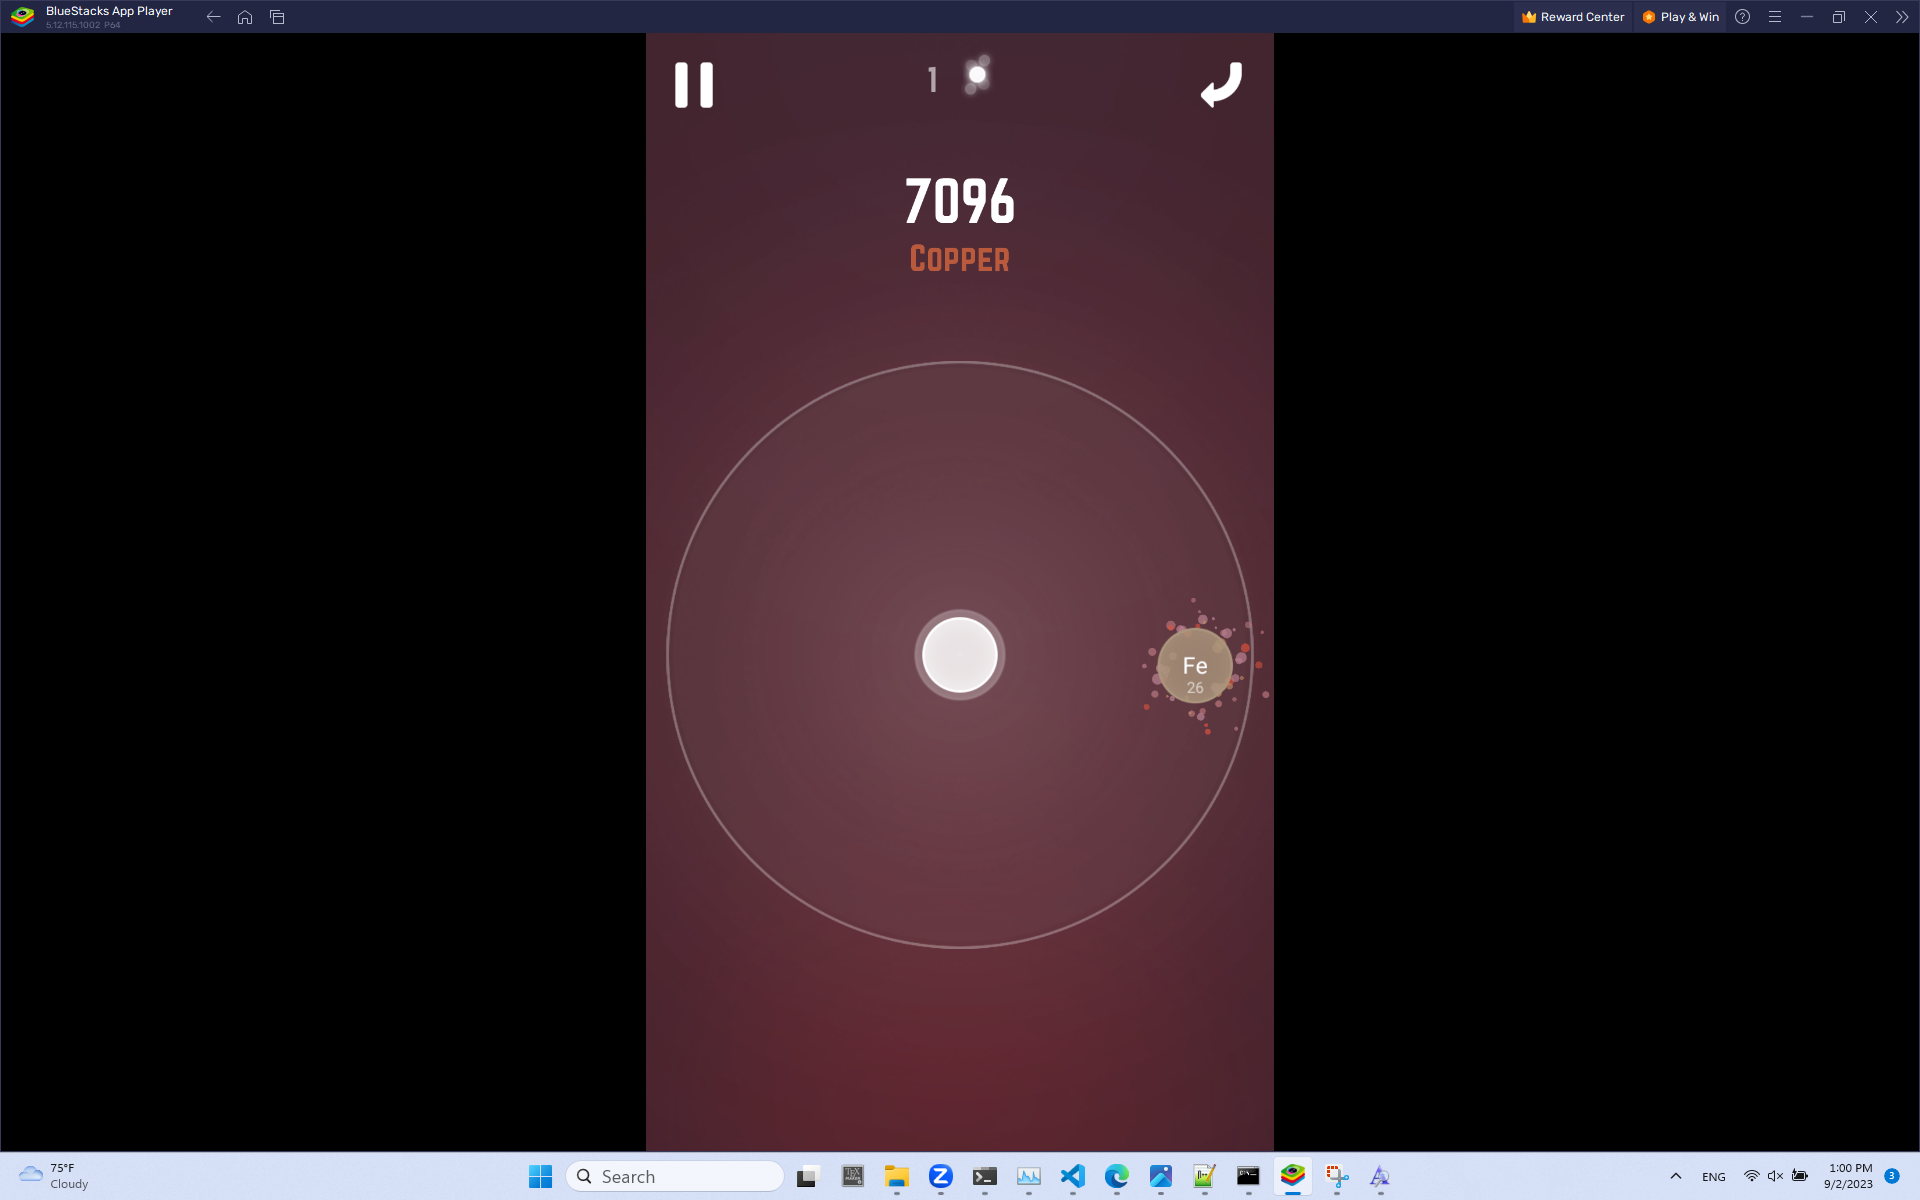 BlueStacks App Player
5.12.115.1002 P64
Reward Center
Play & Win
1
7096
Copper
Fe
26
75°F
Cloudy
Search
ENG
1:00 PM
9/2/2023
3